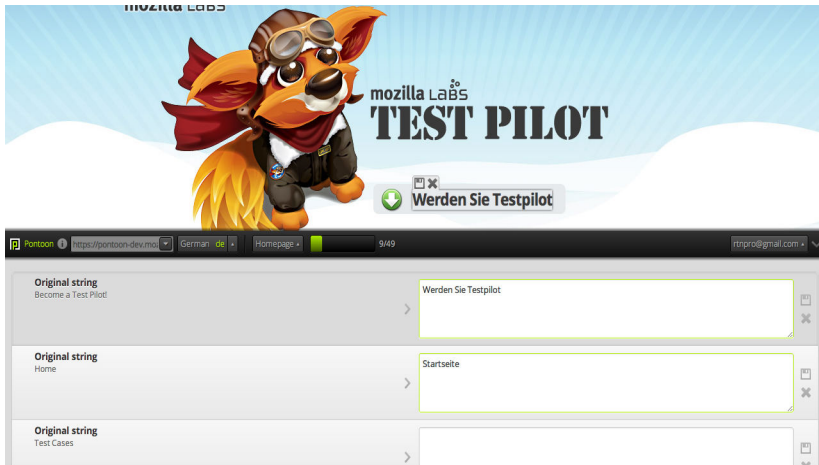 mozilla LaBS
mozilla LaBS
TEST PILOT
Werden Sie Testpilot
Pontoon https://pontoon-dev.moz German de Homepage 9/49 rtnpro@gmail.com
Original string
Become a Test Pilot!
Werden Sie Testpilot
Original string
Home
Startseite
Original string
Test Cases